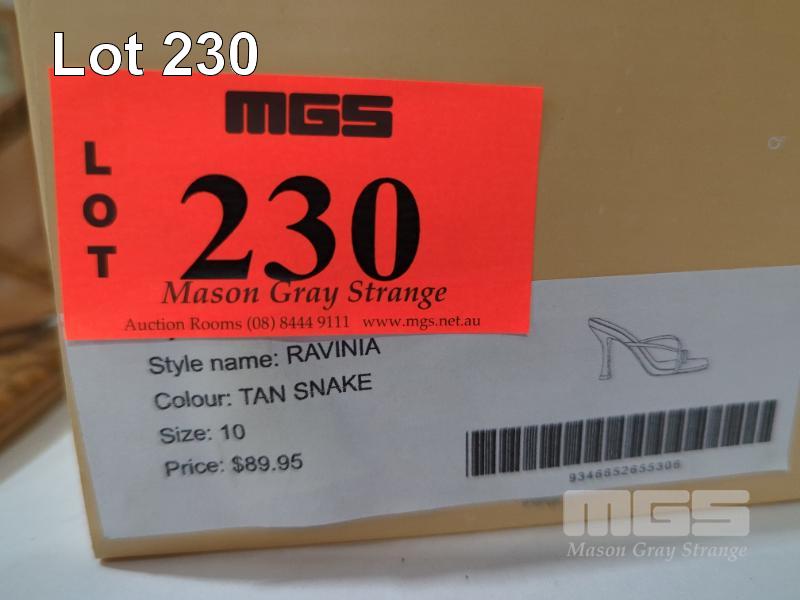 Lot 230
MGS
LOT
230
Mason Gray Strange
Auction Rooms (08) 8444 9111 www.mgs.net.au
Style name: RAVINIA
Colour: TAN SNAKE
Size: 10
Price: $89.95
9346652655306
MGS
Mason Gray Strange